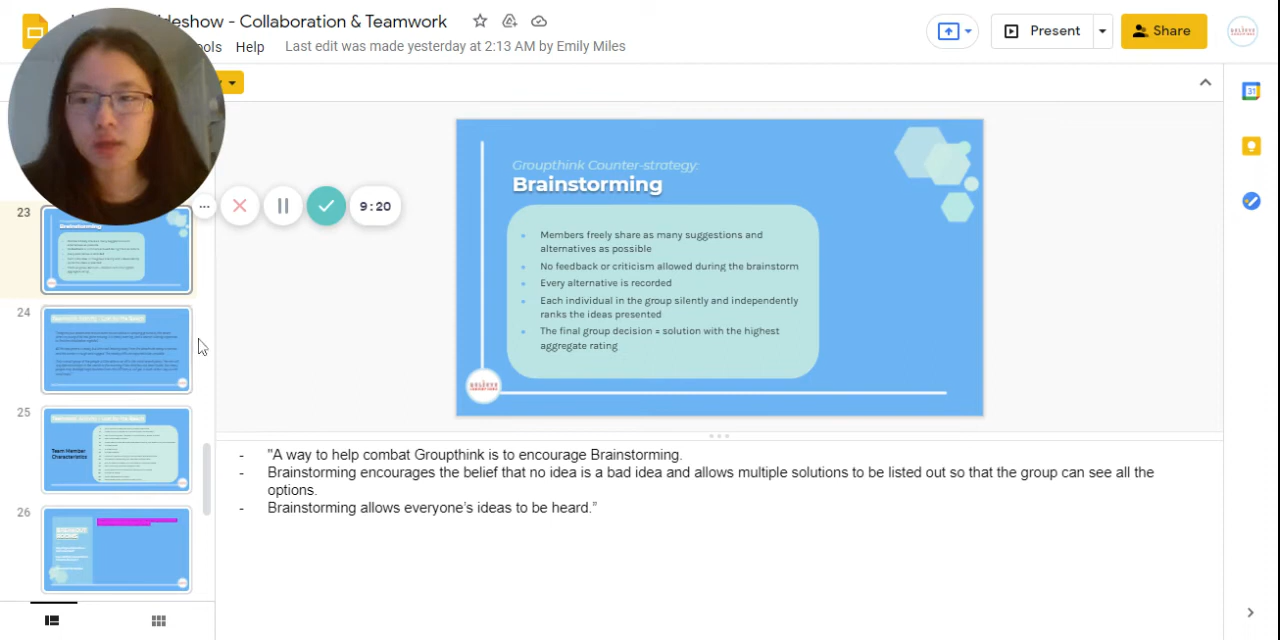 deshow - Collaboration & Teamwork
ols Help Last edit was made yesterday at 2:13 AM by Emily Miles
Present
Share
31
9:20
Groupthink Counter-strategy:
Brainstorming
Members freely share as many suggestions and
alternatives as possible
No feedback or criticism allowed during the brainstorm
Every alternative is recorded
Each individual in the group silently and independently
ranks the ideas presented
The final group decision = solution with the highest
aggregate rating
BELIEVE
23
Brainstorming
24
25
Team Member
Characteristics
26
- "A way to help combat Groupthink is to encourage Brainstorming.
- Brainstorming encourages the belief that no idea is a bad idea and allows multiple solutions to be listed out so that the group can see all the
options.
- Brainstorming allows everyone's ideas to be heard.”